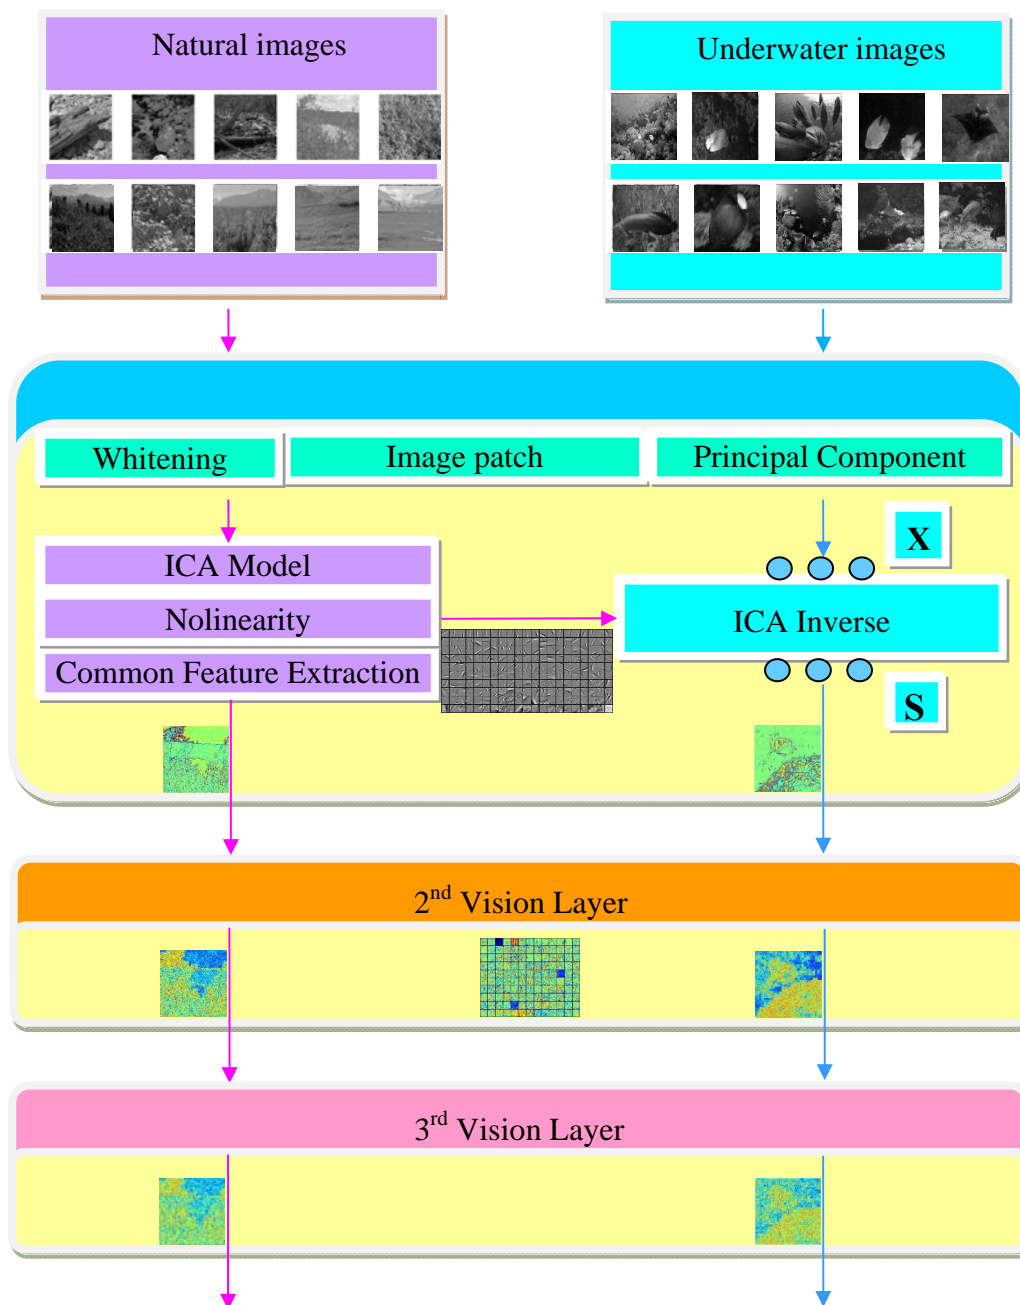 Natural images
Underwater images
Whitening
Image patch
Principal Component
X
ICA Model
Nolinearity
ICA Inverse
Common Feature Extraction
S
2nd Vision Layer
3rd Vision Layer